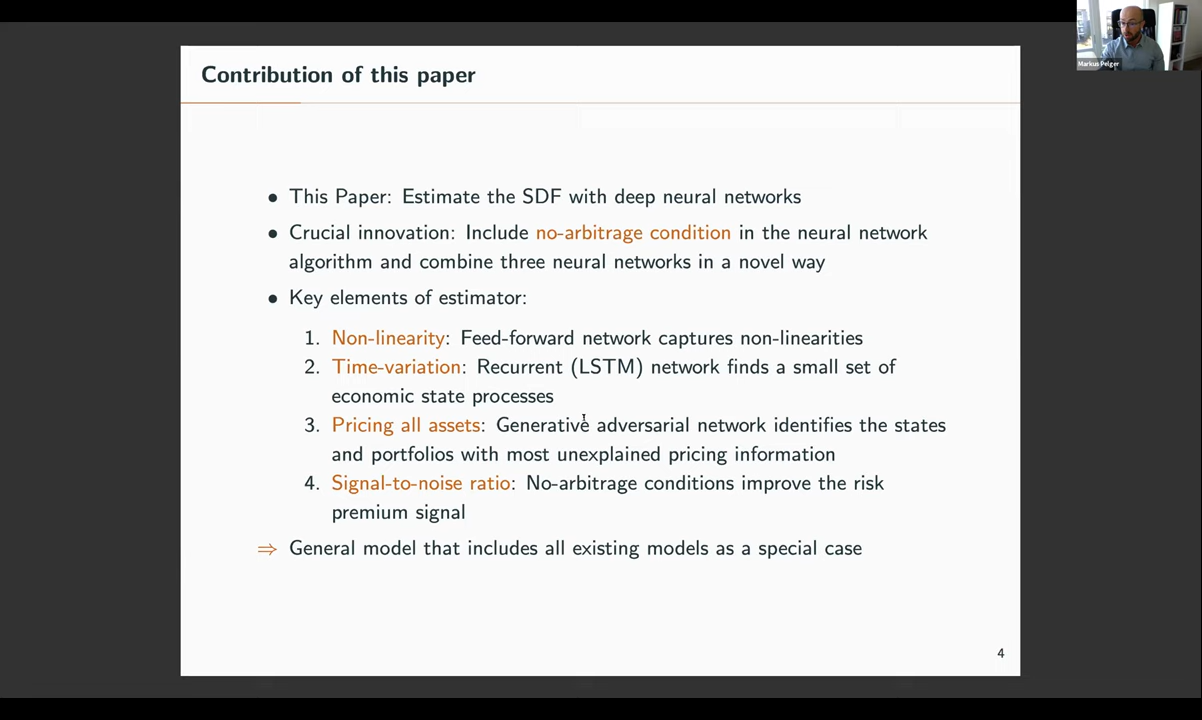 Contribution of this paper
Markus Pelger
• This Paper: Estimate the SDF with deep neural networks
• Crucial innovation: Include no-arbitrage condition in the neural network
algorithm and combine three neural networks in a novel way
• Key elements of estimator:
1. Non-linearity: Feed-forward network captures non-linearities
2. Time-variation: Recurrent (LSTM) network finds a small set of
economic state processes
3. Pricing all assets: Generative adversarial network identifies the states
and portfolios with most unexplained pricing information
4. Signal-to-noise ratio: No-arbitrage conditions improve the risk
premium signal
⇒ General model that includes all existing models as a special case
4